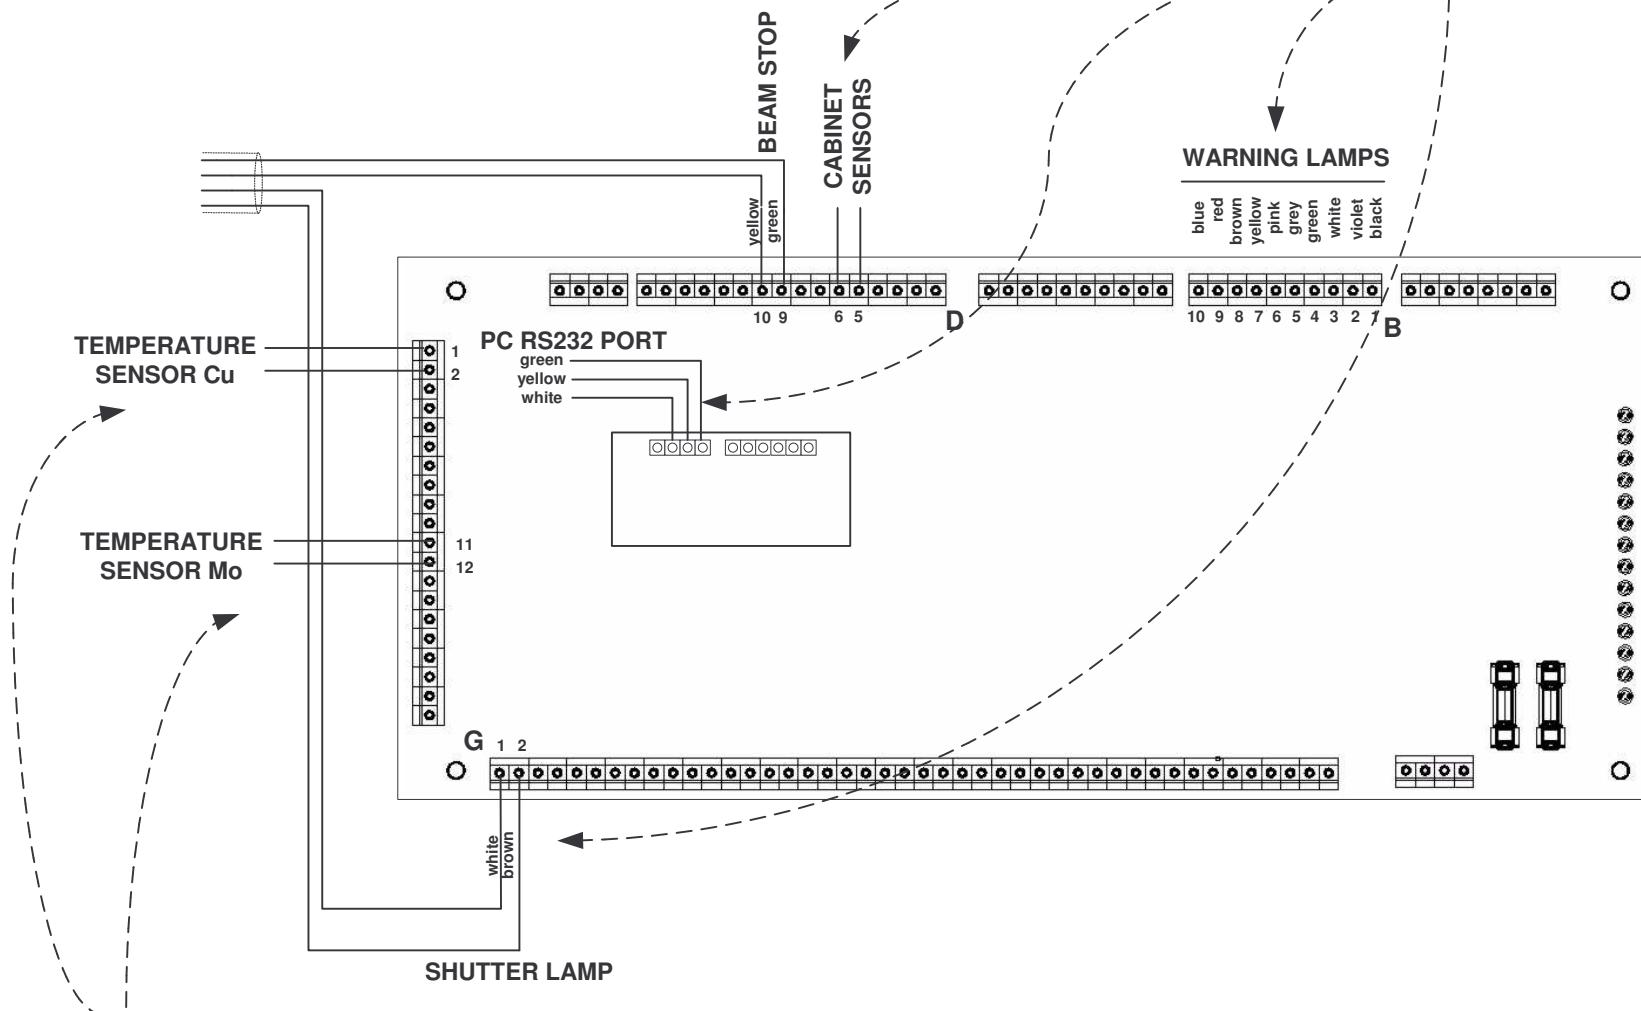 BEAM STOP
CABINET
SENSORS
WARNING LAMPS
blue
red
brown
yellow
pink
grey
green
white
violet
black
yellow
green
10 9 6 5 D
10 9 8 7 6 5 4 3 2 1 B
TEMPERATURE
SENSOR Cu
1
2
PC RS232 PORT
green
yellow
white
TEMPERATURE
SENSOR Mo
11
12
G 1 2
white
brown
SHUTTER LAMP